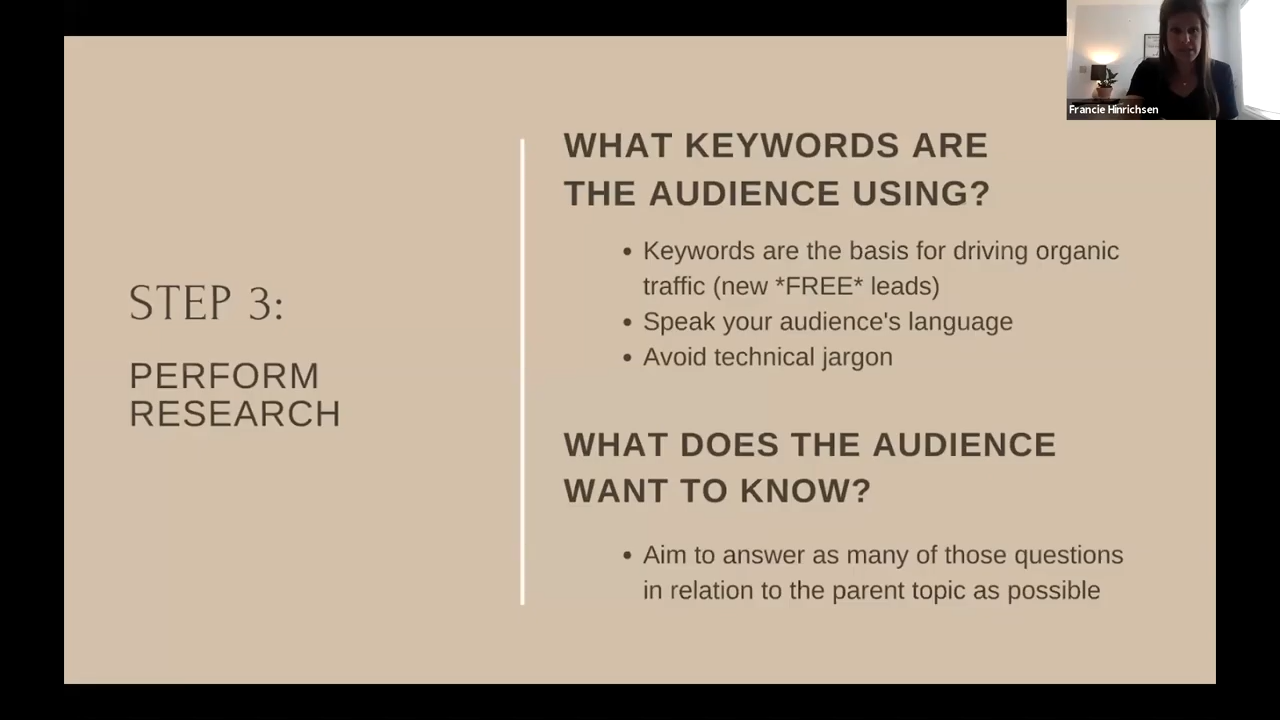 Francie Hinrichsen
STEP 3:
PERFORM
RESEARCH
WHAT KEYWORDS ARE
THE AUDIENCE USING?
• Keywords are the basis for driving organic
traffic (new *FREE* leads)
• Speak your audience's language
• Avoid technical jargon
WHAT DOES THE AUDIENCE
WANT TO KNOW?
• Aim to answer as many of those questions
in relation to the parent topic as possible